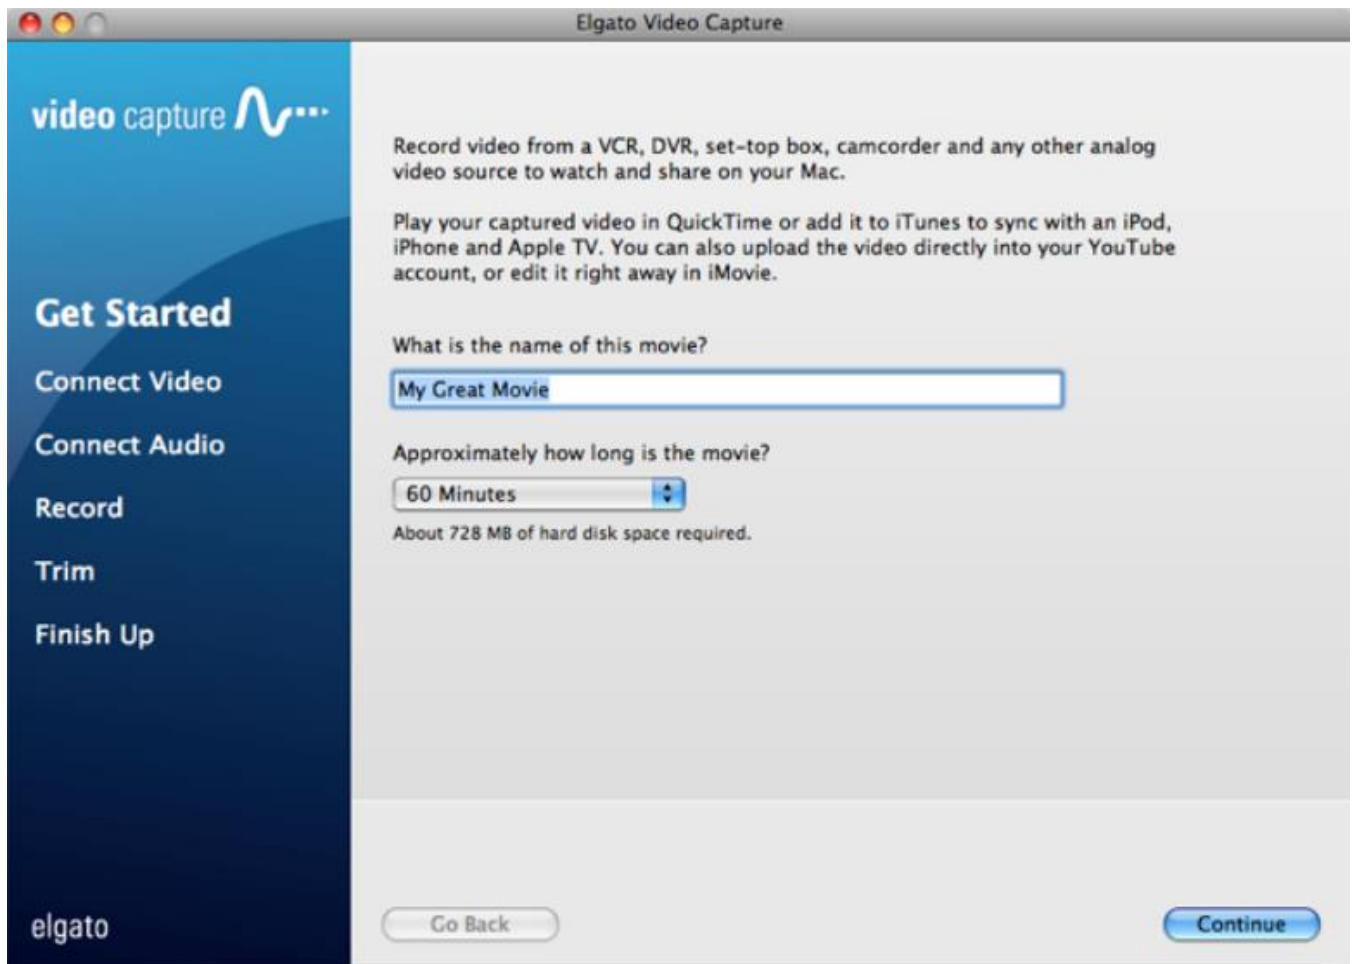 Elgato Video Capture
video capture
Record video from a VCR, DVR, set-top box, camcorder and any other analog
video source to watch and share on your Mac.
Play your captured video in QuickTime or add it to iTunes to sync with an iPod,
iPhone and Apple TV. You can also upload the video directly into your YouTube
account, or edit it right away in iMovie.
Get Started
Connect Video
Connect Audio
Record
Trim
Finish Up
What is the name of this movie?
My Great Movie
Approximately how long is the movie?
60 Minutes
About 728 MB of hard disk space required.
elgato
Go Back
Continue